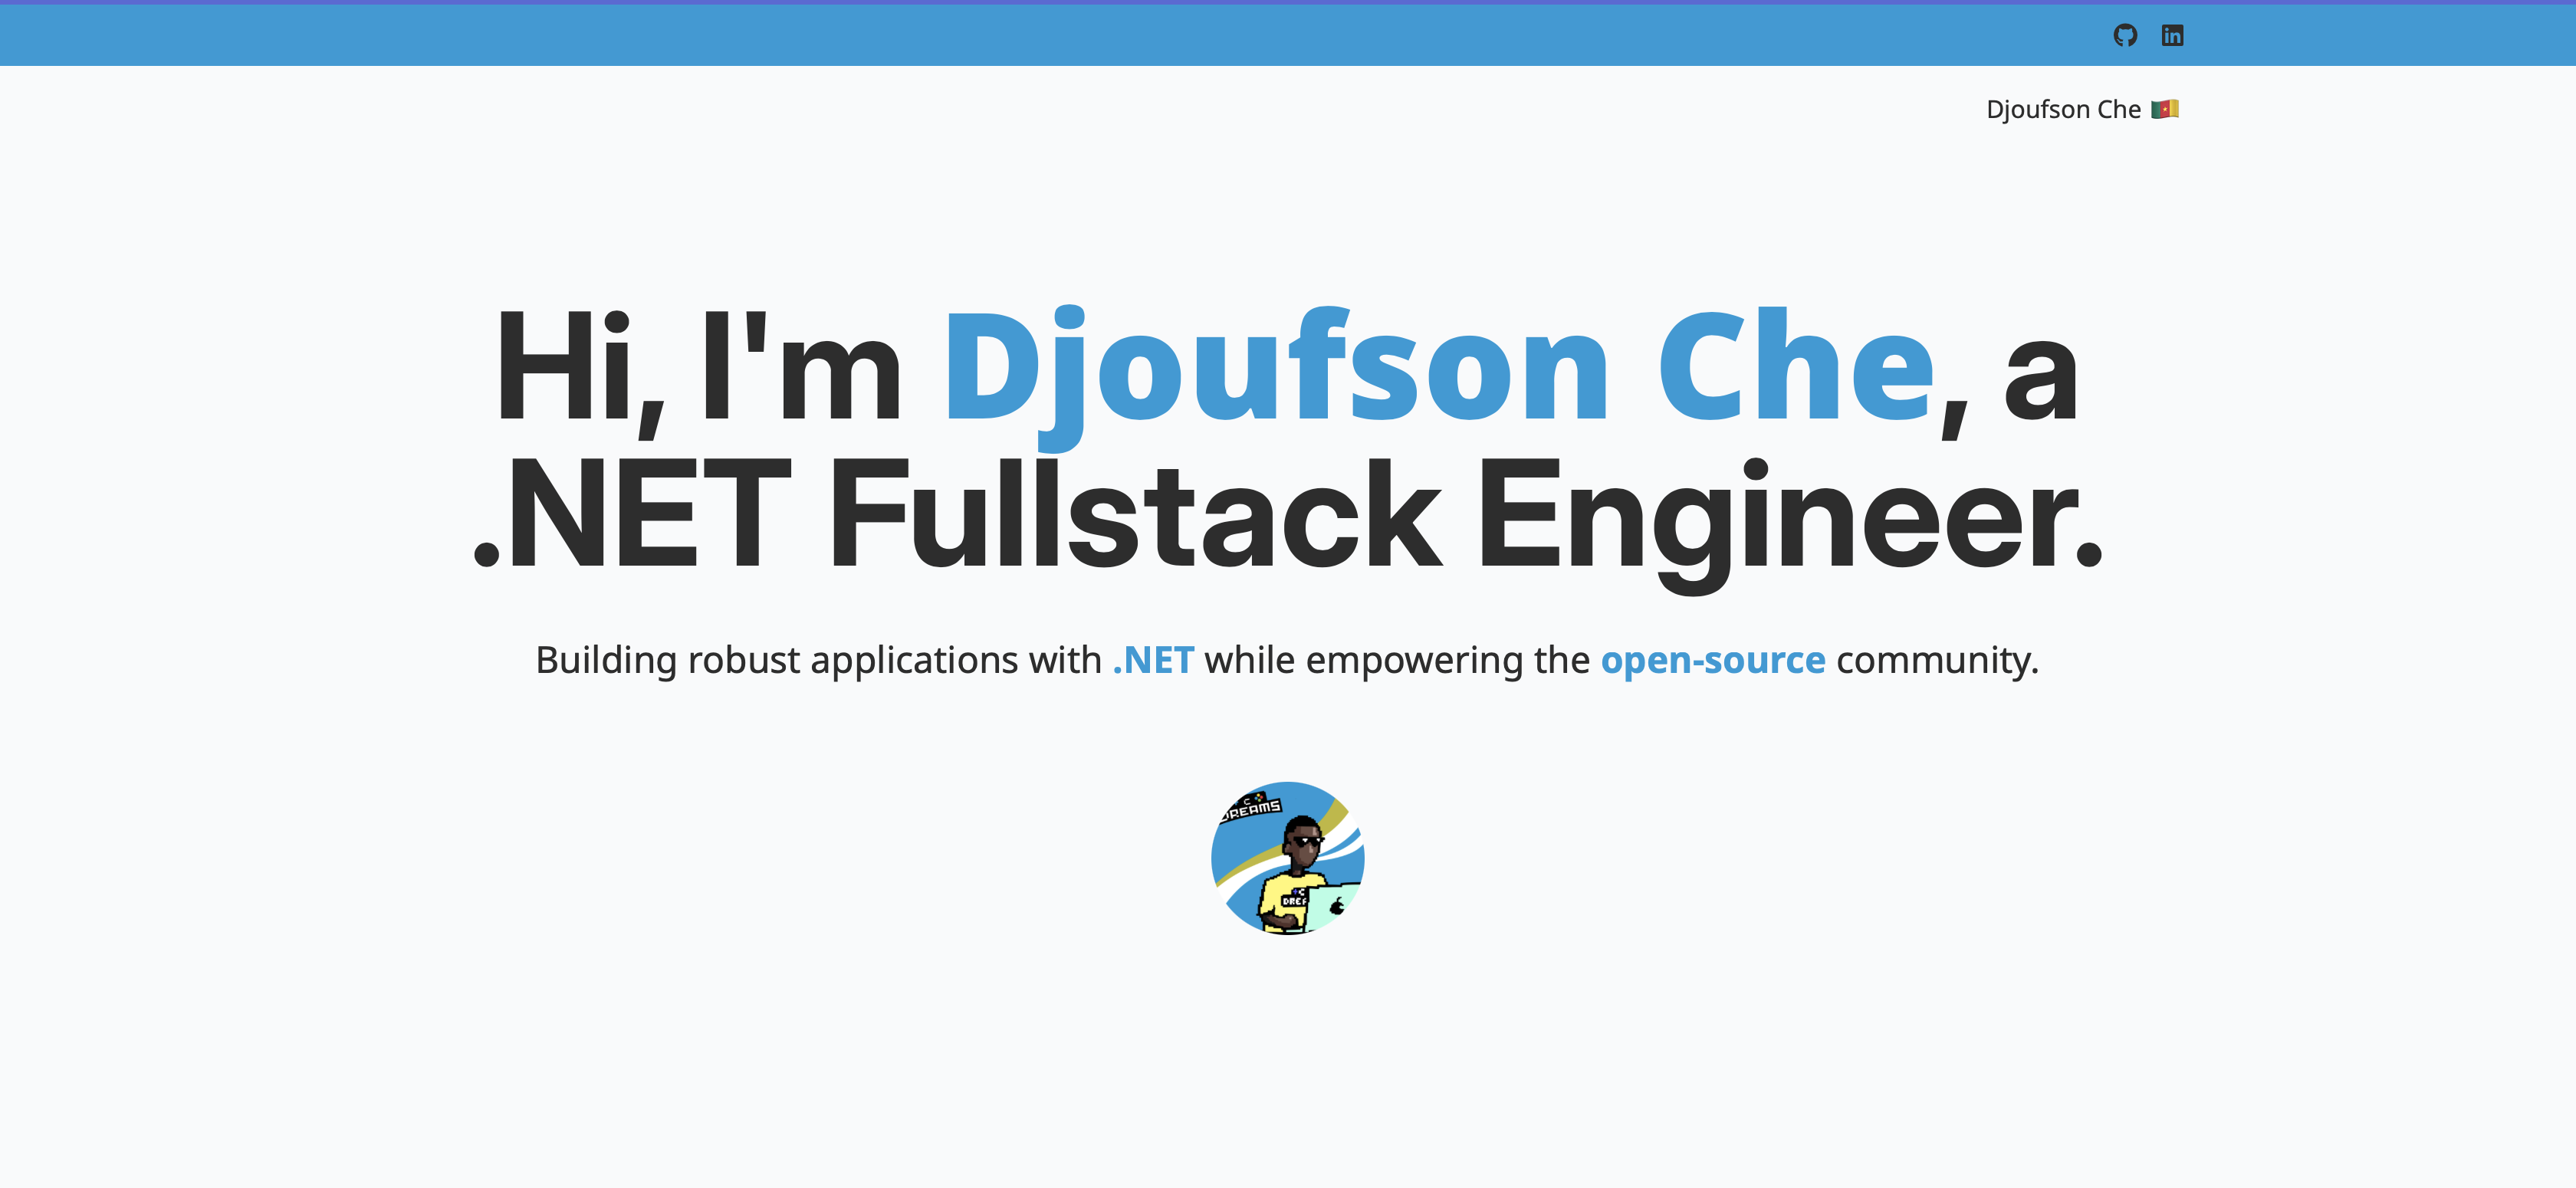 Djoufson Che 🇨🇲
Hi, I'm Djoufson Che, a
.NET Fullstack Engineer.
Building robust applications with .NET while empowering the open-source community.
C
DREAMS